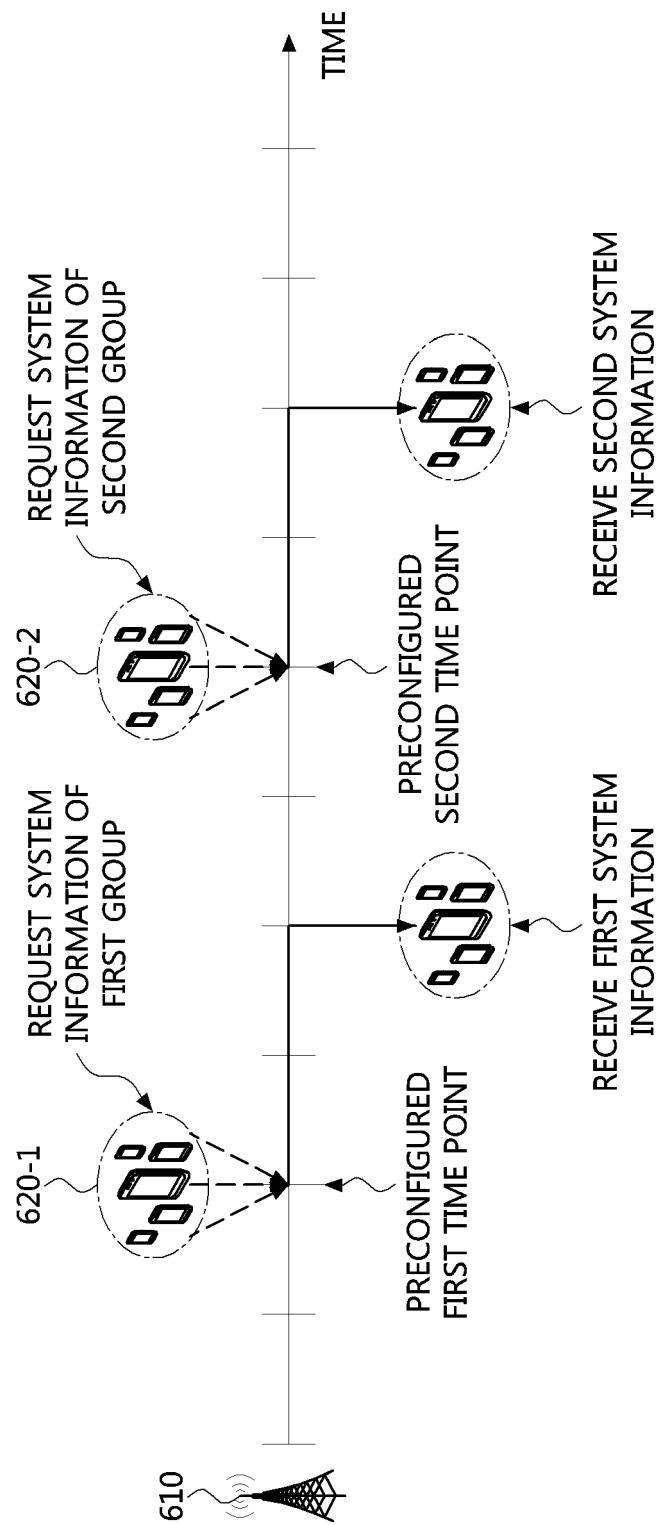 610
620-1
REQUEST SYSTEM
INFORMATION OF
FIRST GROUP
620-2
REQUEST SYSTEM
INFORMATION OF
SECOND GROUP
TIME
PRECONFIGURED
FIRST TIME POINT
RECEIVE FIRST SYSTEM
INFORMATION
PRECONFIGURED
SECOND TIME POINT
RECEIVE SECOND SYSTEM
INFORMATION